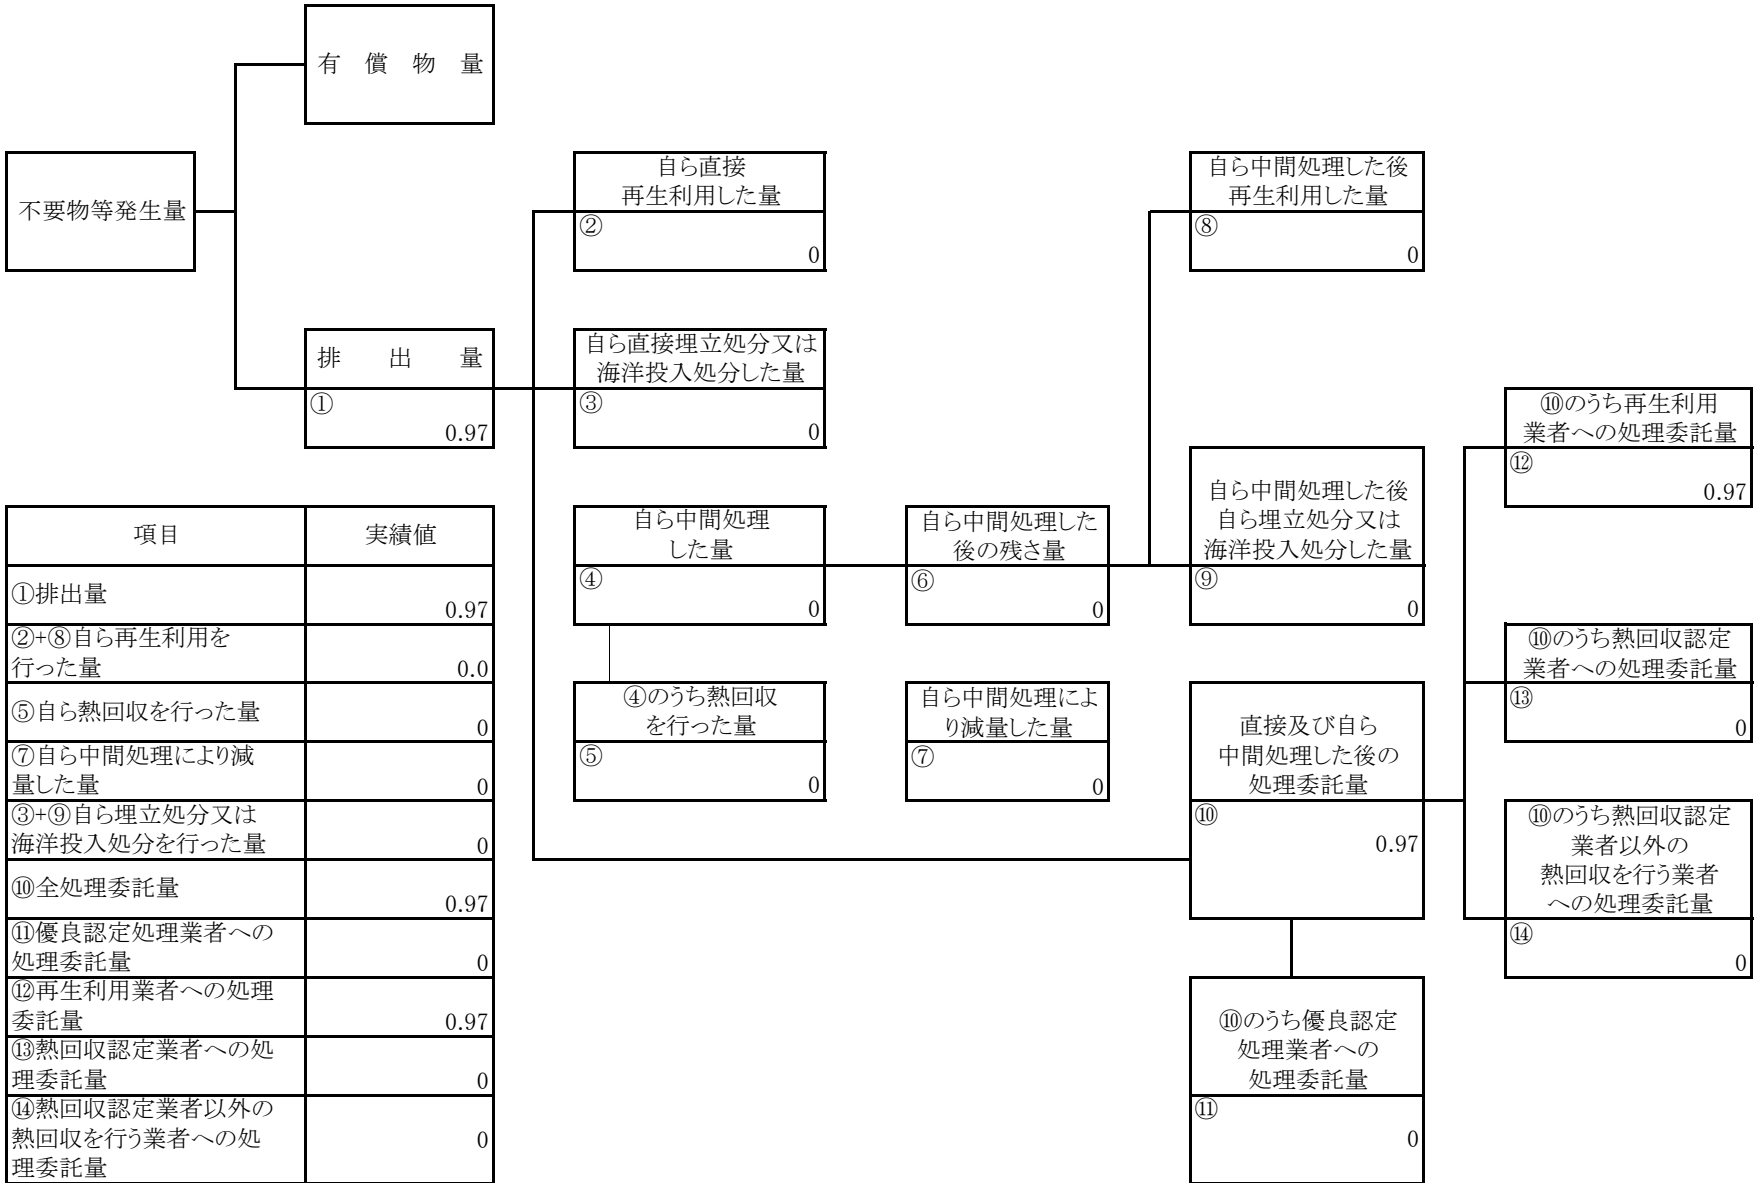 有　償　物　量
不要物等発生量
排　出　量
①
0.97
自ら直接
再生利用した量
②
0
自ら直接埋立処分又は
海洋投入処分した量
③
0
自ら中間処理
した量
④
0
④のうち熱回収
を行った量
⑤
0
自ら中間処理した
後の残さ量
⑥
0
自ら中間処理によ
り減量した量
⑦
0
自ら中間処理した後
再生利用した量
⑧
0
自ら中間処理した後
自ら埋立処分又は
海洋投入処分した量
⑨
0
直接及び自ら
中間処理した後の
処理委託量
⑩
0.97
⑩のうち優良認定
処理業者への
処理委託量
⑪
0
⑩のうち再生利用
業者への処理委託量
⑫
0.97
⑩のうち熱回収認定
業者への処理委託量
⑬
0
⑩のうち熱回収認定
業者以外の
熱回収を行う業者
への処理委託量
⑭
0
項目 実績値
①排出量
0.97
②+⑧自ら再生利用を
行った量 0.0
⑤自ら熱回収を行った量
0
⑦自ら中間処理により減
量した量 0
③+⑨自ら埋立処分又は
海洋投入処分を行った量 0
⑩全処理委託量
0.97
⑪優良認定処理業者への
処理委託量 0
⑫再生利用業者への処理
委託量 0.97
⑬熱回収認定業者への処
理委託量 0
⑭熱回収認定業者以外の
熱回収を行う業者への処 0
理委託量